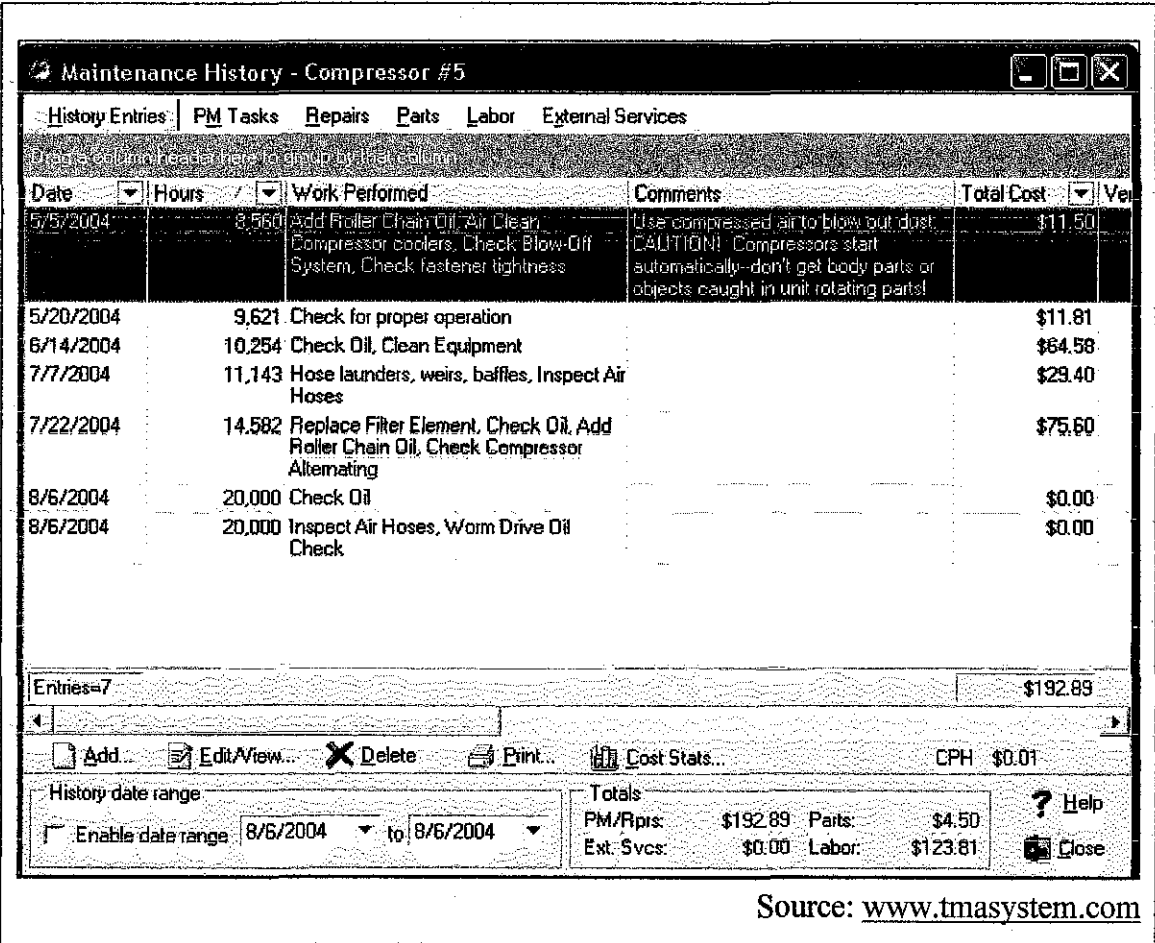 Maintenance History - Compressor #5
History Entries PM Tasks Repairs Parts Labor External Services
Drag a column header here to group by that column
Date Hours / Work Performed Comments Total Cost Ver
5/5/2004 8,560 Add Roller Chain Oil, Air Clean Use compressed air to blow out dust. $11.50
Compressor coolers, Check Blow-Off CAUTION! Compressors start
System, Check fastener tightness automatically--don't get body parts or
objects caught in unit rotating parts!
5/20/2004 9,621 Check for proper operation $11.81
6/14/2004 10,254 Check Oil, Clean Equipment $64.58
7/7/2004 11,143 Hose launders, weirs, baffles, Inspect Air $29.40
Hoses
7/22/2004 14,582 Replace Filter Element, Check Oil, Add $75.60
Roller Chain Oil, Check Compressor
Alternating
8/6/2004 20,000 Check Oil $0.00
8/6/2004 20,000 Inspect Air Hoses, Worm Drive Oil $0.00
Check
Entries=7 $192.89
Add... Edit/View... Delete Print... Cost Stats... CPH $0.01
History date range Totals
Help
PM/Rprs: $192.89 Parts: $4.50
Enable date range 8/6/2004 to 8/6/2004
Ext. Svcs: $0.00 Labor: $123.81 Close
Source: www.tmasystem.com